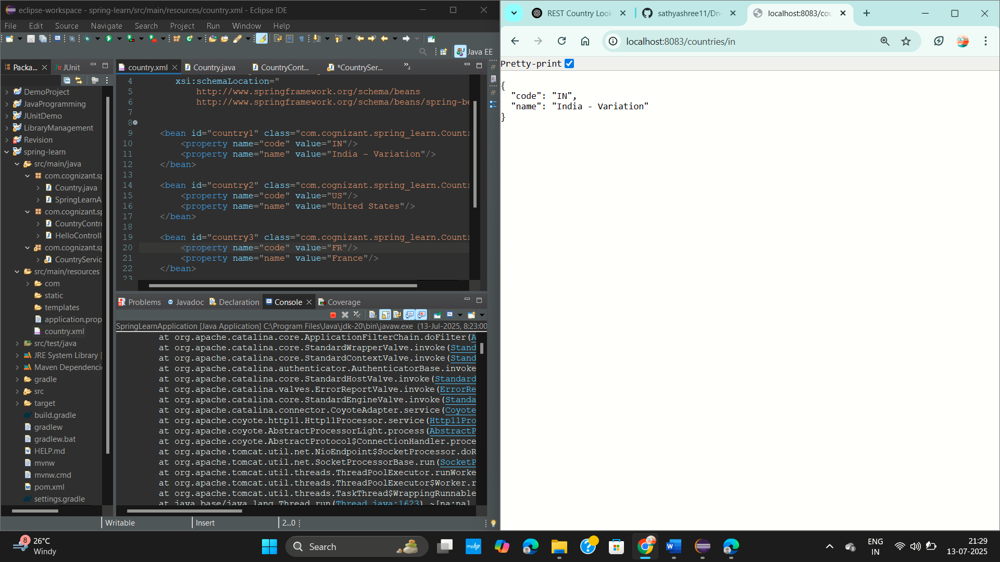 eclipse-workspace - spring-learn/src/main/resources/country.xml - Eclipse IDE
File Edit Source Navigate Search Project Run Window Help
Java EE
Packa... JUnit
DemoProject
JavaProgramming
JUnitDemo
LibraryManagement
Revision
spring-learn
src/main/java
com.cognizant.sp
Country.java
SpringLearnA
com.cognizant.sp
CountryContro
HelloControll
com.cognizant.sp
CountryServic
src/main/resources
com
static
templates
application.prop
country.xml
src/test/java
JRE System Library [
Maven Dependenci
gradle
src
target
build.gradle
gradlew
gradlew.bat
HELP.md
mvnw
mvnw.cmd
pom.xml
settings.gradle
country.xml Country.java CountryCont... *CountrySer... »4
4 xsi:schemaLocation="
5 http://www.springframework.org/schema/beans
6 http://www.springframework.org/schema/beans/spring-be
7
8
9 <bean id="country1" class="com.cognizant.spring_learn.Countr
10 <property name="code" value="IN"/>
11 <property name="name" value="India - Variation"/>
12 </bean>
13
14 <bean id="country2" class="com.cognizant.spring_learn.Countr
15 <property name="code" value="US"/>
16 <property name="name" value="United States"/>
17 </bean>
18
19 <bean id="country3" class="com.cognizant.spring_learn.Countr
20 <property name="code" value="FR"/>
21 <property name="name" value="France"/>
22 </bean>
23
Problems Javadoc Declaration Console Coverage
SpringLearnApplication [Java Application] C:\Program Files\Java\jdk-20\bin\javaw.exe (13-Jul-2025, 8:23:00
at org.apache.catalina.core.ApplicationFilterChain.doFilter(A
at org.apache.catalina.core.StandardWrapperValve.invoke(Stand
at org.apache.catalina.core.StandardContextValve.invoke(Stand
at org.apache.catalina.authenticator.AuthenticatorBase.invoke
at org.apache.catalina.core.StandardHostValve.invoke(Standard
at org.apache.catalina.valves.ErrorReportValve.invoke(ErrorRe
at org.apache.catalina.core.StandardEngineValve.invoke(Standa
at org.apache.catalina.connector.CoyoteAdapter.service(Coyote
at org.apache.coyote.http11.Http11Processor.service(Http11Pro
at org.apache.coyote.AbstractProcessorLight.process(AbstractP
at org.apache.coyote.AbstractProtocol$ConnectionHandler.proce
at org.apache.tomcat.util.net.NioEndpoint$SocketProcessor.doR
at org.apache.tomcat.util.net.SocketProcessorBase.run(SocketP
at org.apache.tomcat.util.threads.ThreadPoolExecutor.runWorke
at org.apache.tomcat.util.threads.ThreadPoolExecutor$Worker.r
at org.apache.tomcat.util.threads.TaskThread$WrappingRunnable
at java.base/java.lang.Thread.run(Thread.java:1623) ~[na:na]
Writable Insert 2...0
REST Country Look sathyashree11/Dn localhost:8083/cou
localhost:8083/countries/in
Pretty-print
{
"code": "IN",
"name": "India - Variation"
}
8
26°C
Windy
Search
myhp
ENG
IN
21:29
13-07-2025